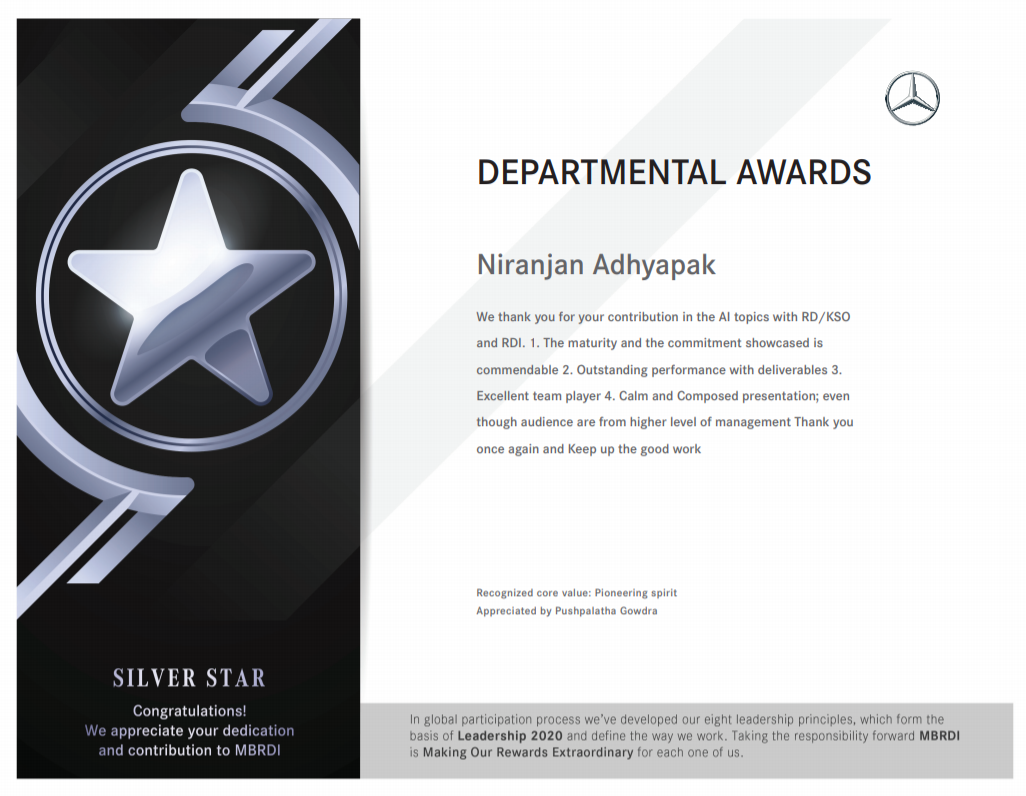 DEPARTMENTAL AWARDS
Niranjan Adhyapak
We thank you for your contribution in the AI topics with RD/KSO
and RDI. 1. The maturity and the commitment showcased is
commendable 2. Outstanding performance with deliverables 3.
Excellent team player 4. Calm and Composed presentation; even
though audience are from higher level of management Thank you
once again and Keep up the good work
Recognized core value: Pioneering spirit
Appreciated by Pushpalatha Gowdra
SILVER STAR
Congratulations!
We appreciate your dedication
and contribution to MBRDI
In global participation process we've developed our eight leadership principles, which form the
basis of Leadership 2020 and define the way we work. Taking the responsibility forward MBRDI
is Making Our Rewards Extraordinary for each one of us.